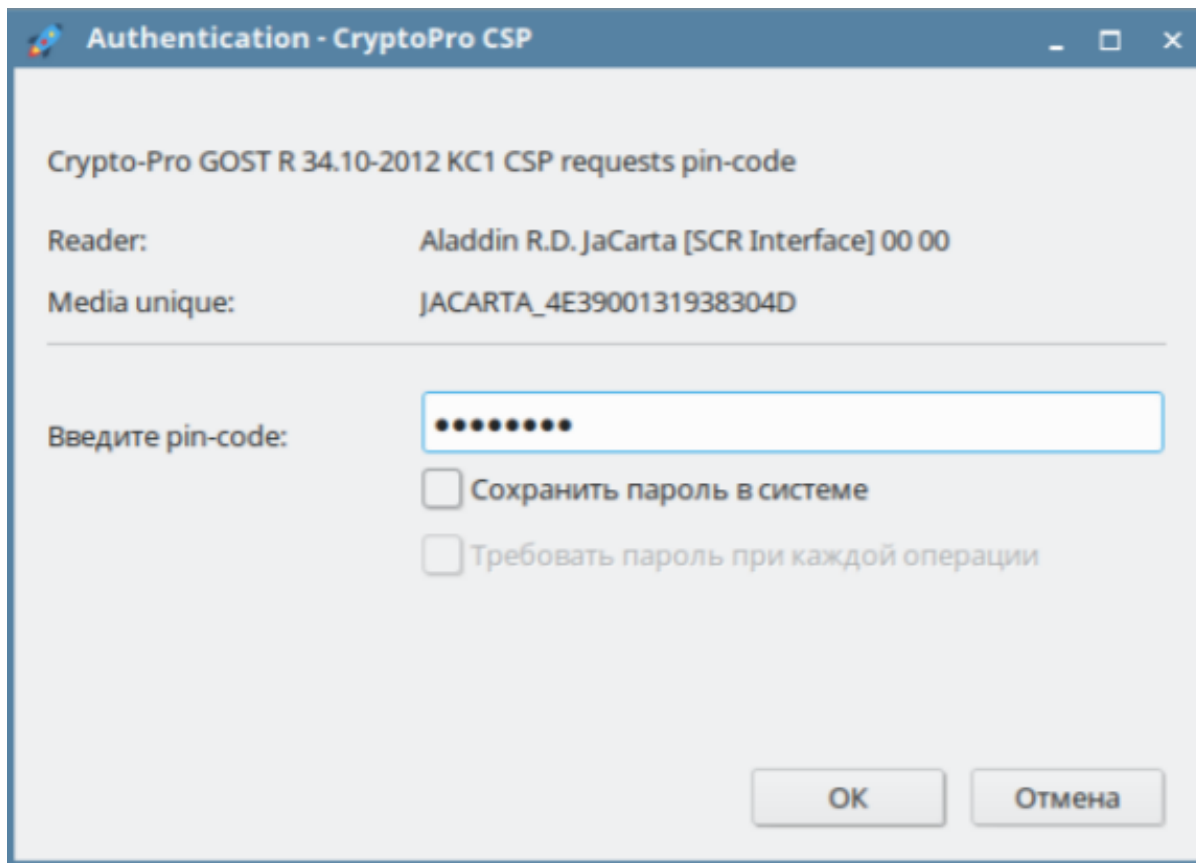 Authentication - CryptoPro CSP
Crypto-Pro GOST R 34.10-2012 KC1 CSP requests pin-code
Reader: Aladdin R.D. JaCarta [SCR Interface] 00 00
Media unique: JACARTA_4E3900131938304D
Введите pin-code: ••••••••
Сохранить пароль в системе
Требовать пароль при каждой операции
ОК Отмена